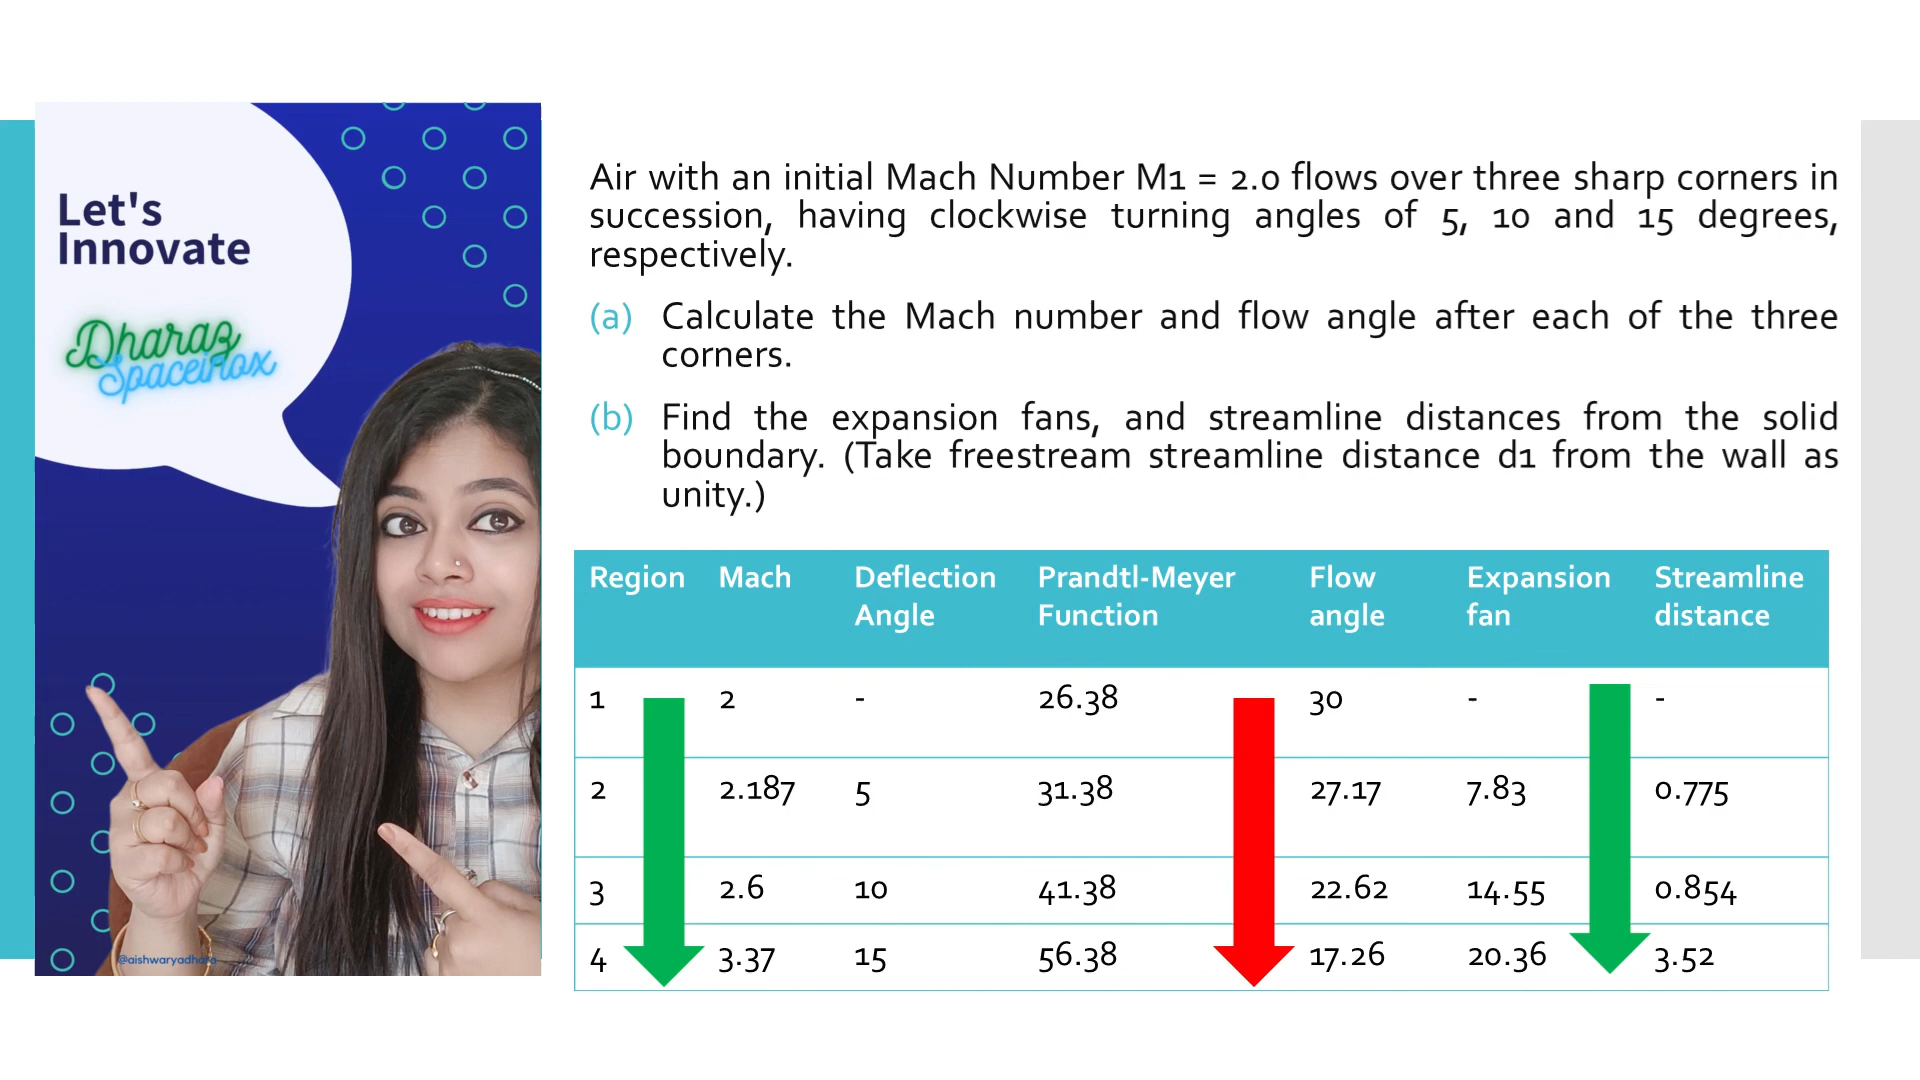 Let's
Innovate
Dharaz
Spaceinox
@aishwaryadhara
Air with an initial Mach Number M1 = 2.0 flows over three sharp corners in
succession, having clockwise turning angles of 5, 10 and 15 degrees,
respectively.
(a) Calculate the Mach number and flow angle after each of the three
corners.
(b) Find the expansion fans, and streamline distances from the solid
boundary. (Take freestream streamline distance d1 from the wall as
unity.)
Region Mach Deflection Angle Prandtl-Meyer Function Flow angle Expansion fan Streamline distance
1 2 - 26.38 30 - -
2 2.187 5 31.38 27.17 7.83 0.775
3 2.6 10 41.38 22.62 14.55 0.854
4 3.37 15 56.38 17.26 20.36 3.52